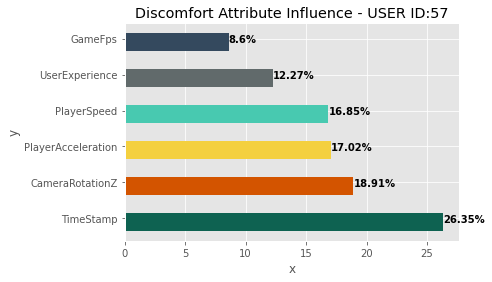 Discomfort Attribute Influence - USER ID:57
GameFps
8.6%
UserExperience
12.27%
PlayerSpeed
16.85%
y
PlayerAcceleration
17.02%
CameraRotationZ
18.91%
TimeStamp
26.35%
0 5 10 15 20 25
x